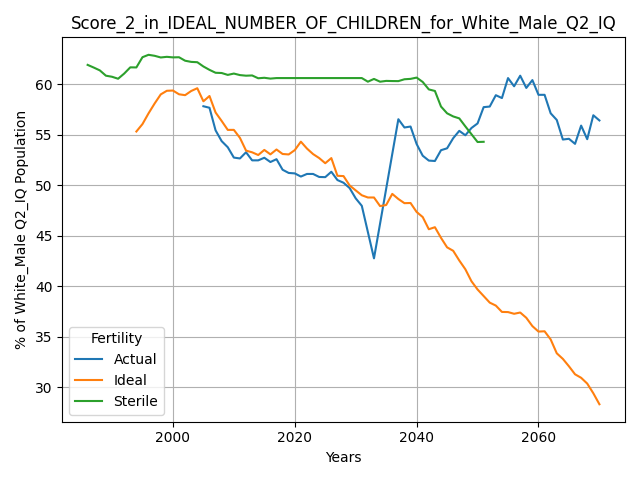 Score_2_in_IDEAL_NUMBER_OF_CHILDREN_for_White_Male_Q2_IQ
% of White_Male Q2_IQ Population
60
55
50
45
40
35
30
Fertility
Actual
Ideal
Sterile
2000
2020
2040
2060
Years